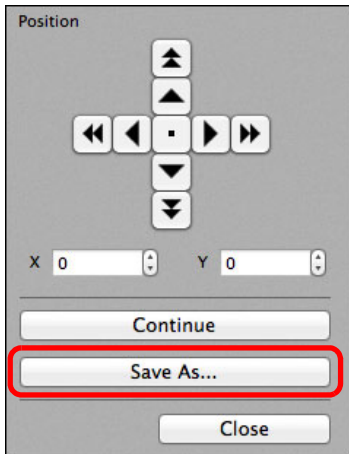 Position
X 0 Y 0
Continue
Save As...
Close